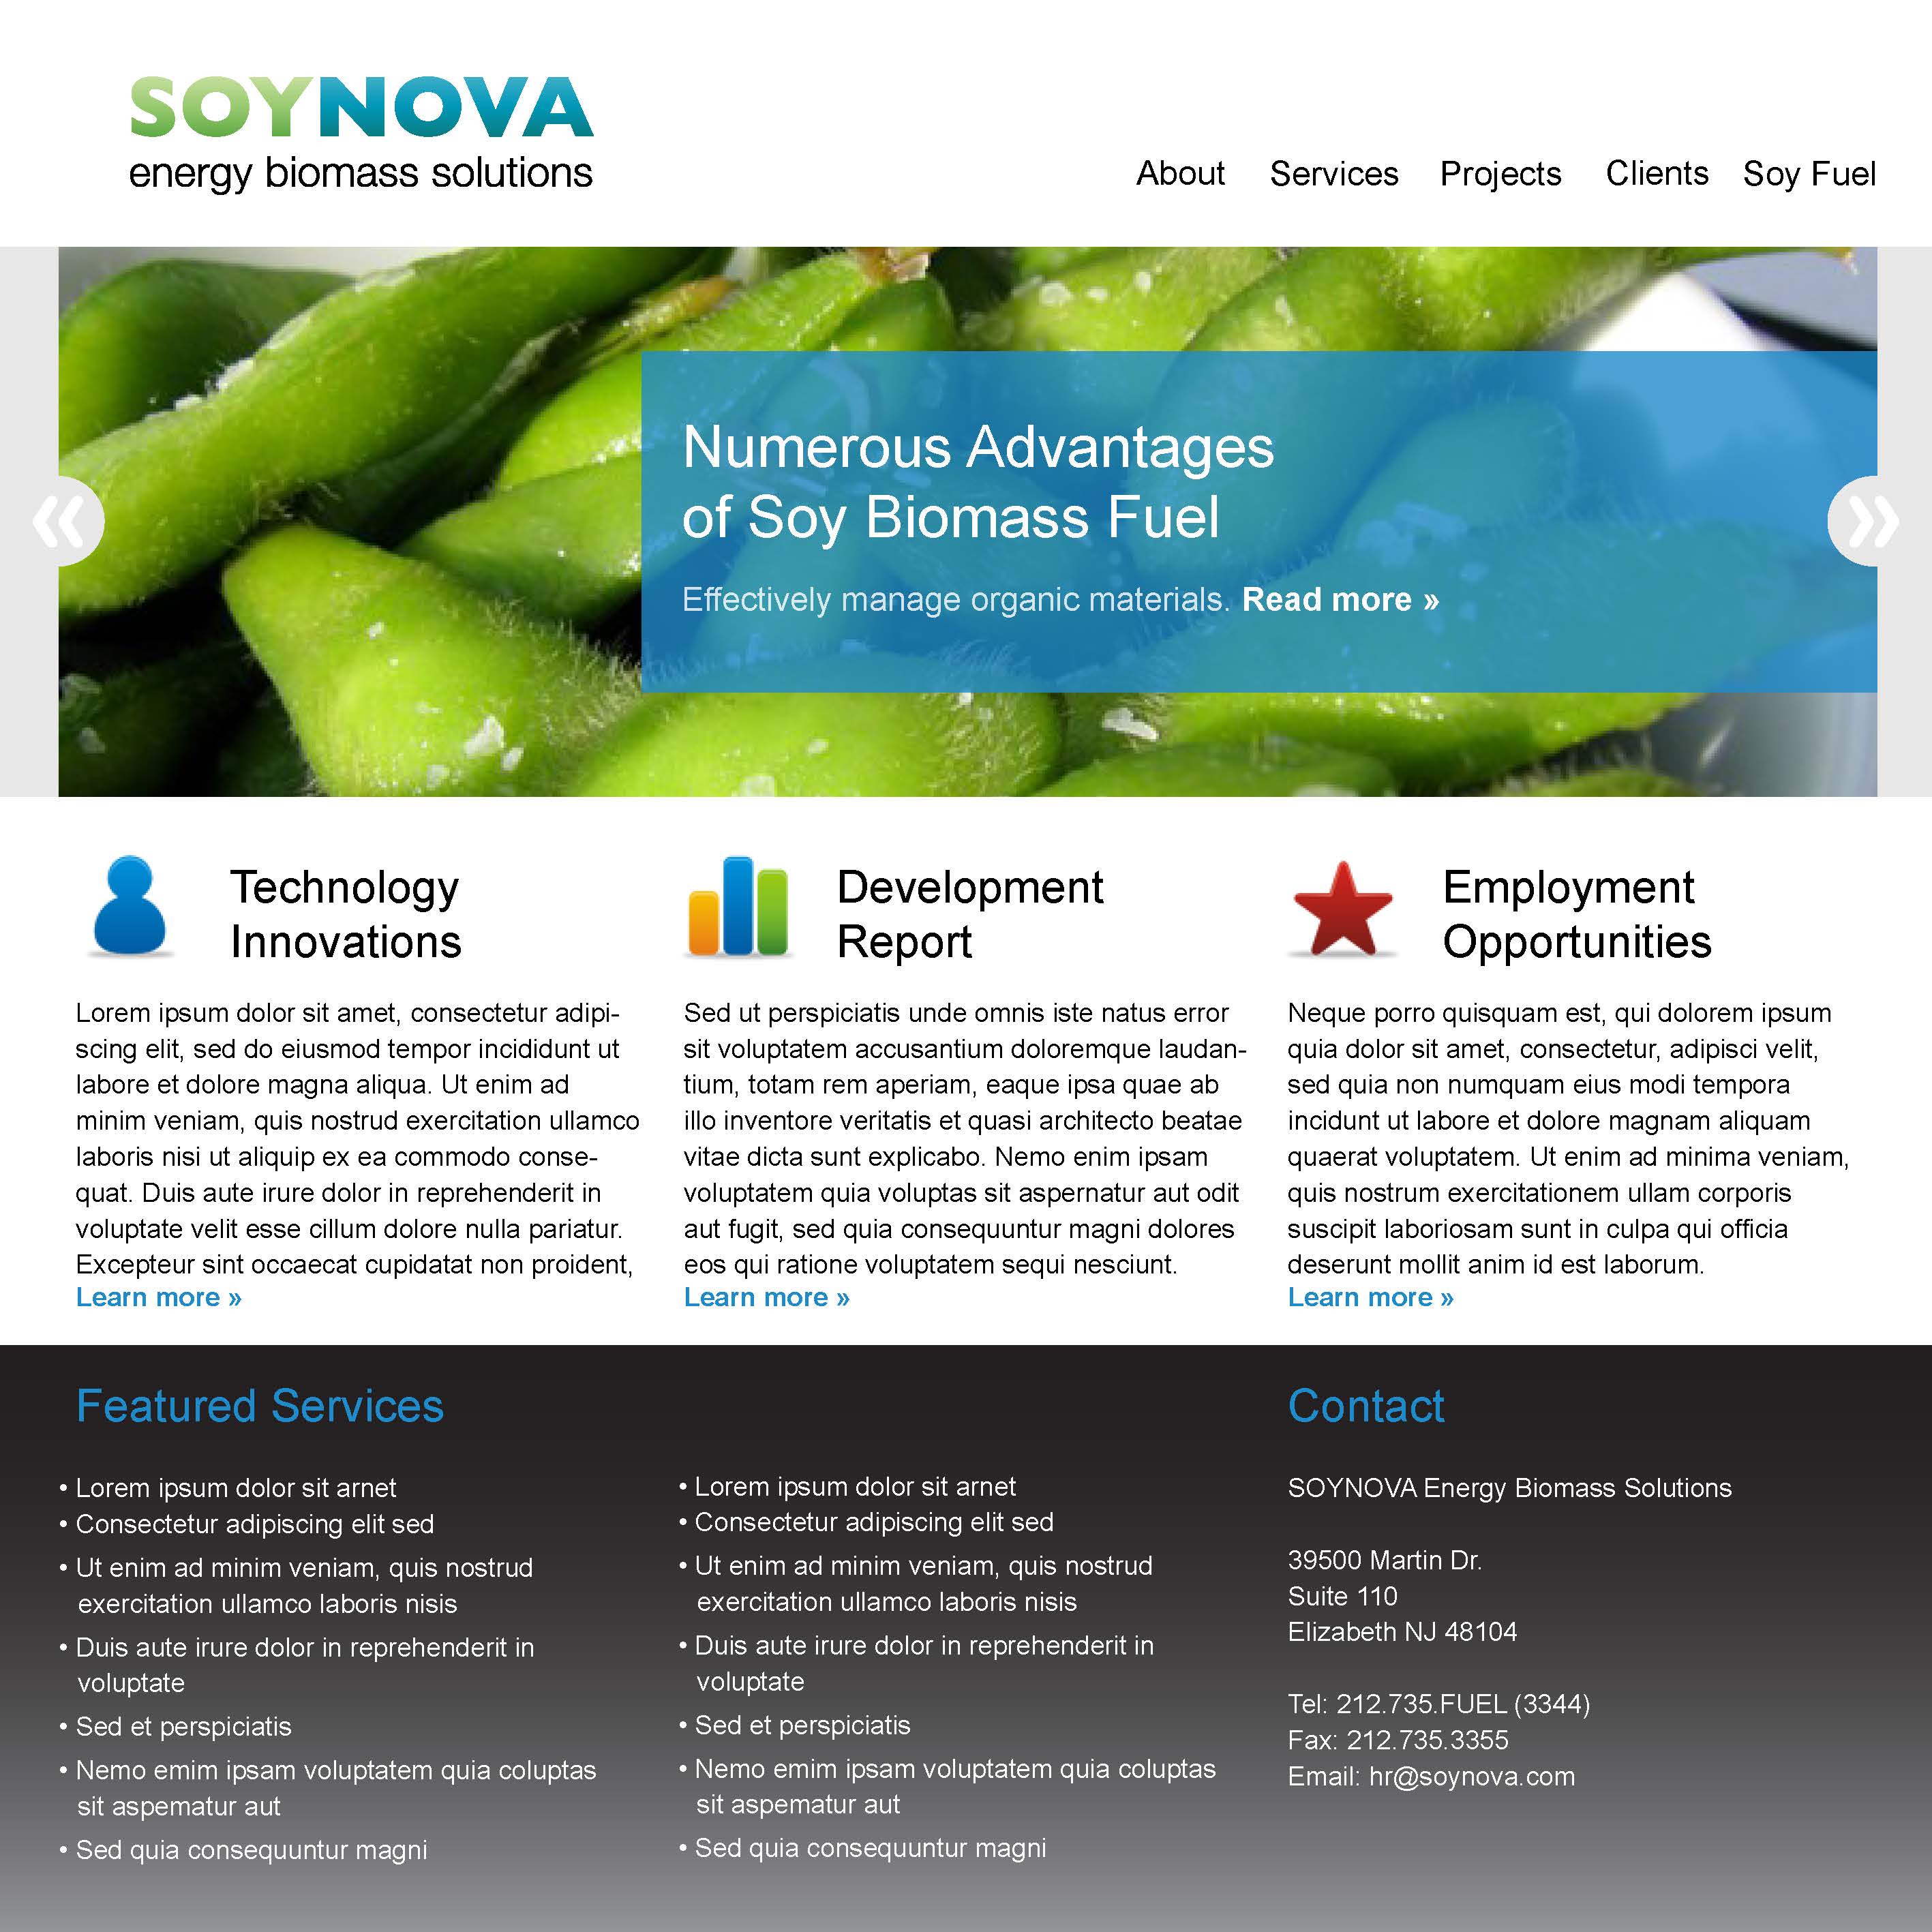 SOYNOVA
energy biomass solutions
About Services Projects Clients Soy Fuel
Numerous Advantages
of Soy Biomass Fuel
Effectively manage organic materials. Read more »
Technology
Innovations
Lorem ipsum dolor sit amet, consectetur adipi-
scing elit, sed do eiusmod tempor incididunt ut
labore et dolore magna aliqua. Ut enim ad
minim veniam, quis nostrud exercitation ullamco
laboris nisi ut aliquip ex ea commodo conse-
quat. Duis aute irure dolor in reprehenderit in
voluptate velit esse cillum dolore nulla pariatur.
Excepteur sint occaecat cupidatat non proident,
Learn more »
Development
Report
Sed ut perspiciatis unde omnis iste natus error
sit voluptatem accusantium doloremque laudan-
tium, totam rem aperiam, eaque ipsa quae ab
illo inventore veritatis et quasi architecto beatae
vitae dicta sunt explicabo. Nemo enim ipsam
voluptatem quia voluptas sit aspernatur aut odit
aut fugit, sed quia consequuntur magni dolores
eos qui ratione voluptatem sequi nesciunt.
Learn more »
Employment
Opportunities
Neque porro quisquam est, qui dolorem ipsum
quia dolor sit amet, consectetur, adipisci velit,
sed quia non numquam eius modi tempora
incidunt ut labore et dolore magnam aliquam
quaerat voluptatem. Ut enim ad minima veniam,
quis nostrum exercitationem ullam corporis
suscipit laboriosam sunt in culpa qui officia
deserunt mollit anim id est laborum.
Learn more »
Featured Services
• Lorem ipsum dolor sit arnet
• Consectetur adipiscing elit sed
• Ut enim ad minim veniam, quis nostrud
exercitation ullamco laboris nisis
• Duis aute irure dolor in reprehenderit in
voluptate
• Sed et perspiciatis
• Nemo emim ipsam voluptatem quia coluptas
sit aspematur aut
• Sed quia consequuntur magni
• Lorem ipsum dolor sit arnet
• Consectetur adipiscing elit sed
• Ut enim ad minim veniam, quis nostrud
exercitation ullamco laboris nisis
• Duis aute irure dolor in reprehenderit in
voluptate
• Sed et perspiciatis
• Nemo emim ipsam voluptatem quia coluptas
sit aspematur aut
• Sed quia consequuntur magni
Contact
SOYNOVA Energy Biomass Solutions
39500 Martin Dr.
Suite 110
Elizabeth NJ 48104
Tel: 212.735.FUEL (3344)
Fax: 212.735.3355
Email: hr@soynova.com